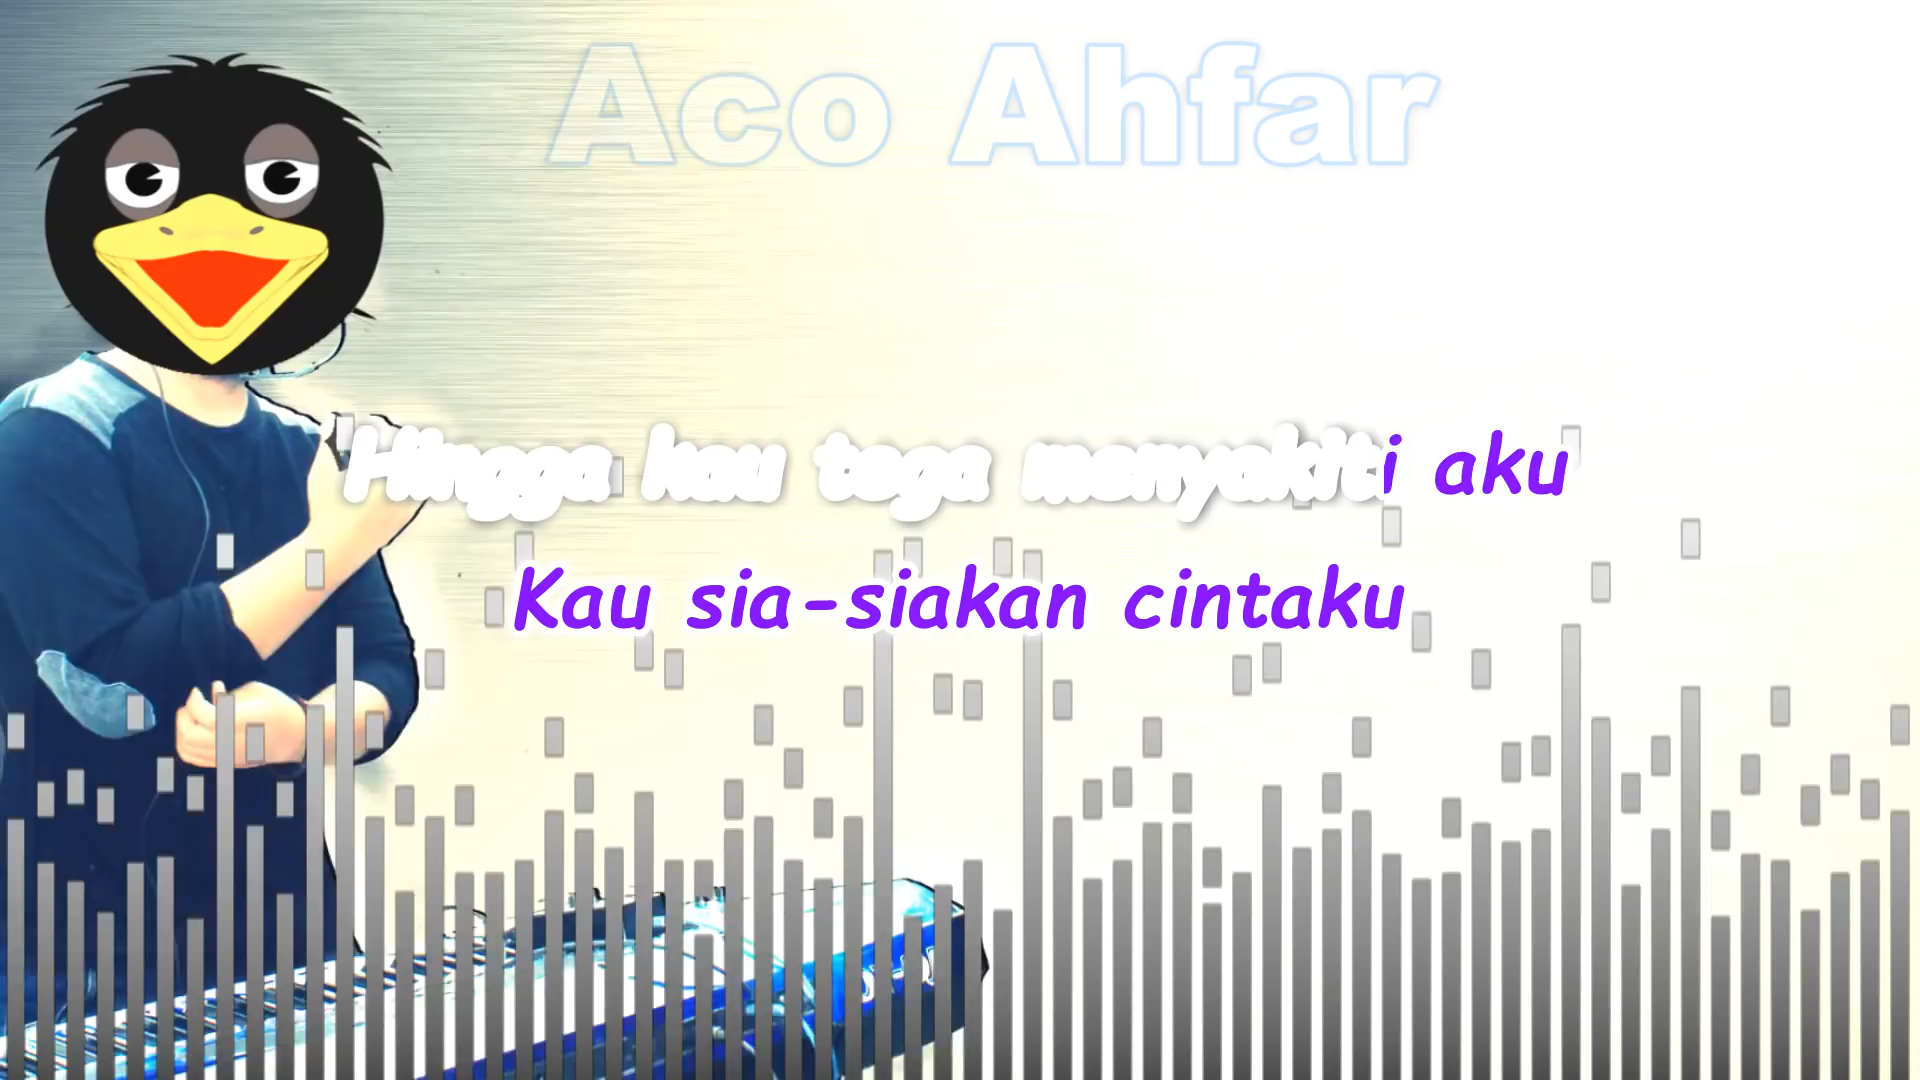 Aco Ahfar
'Hingga kau tega menyakiti aku
Kau sia-siakan cintaku